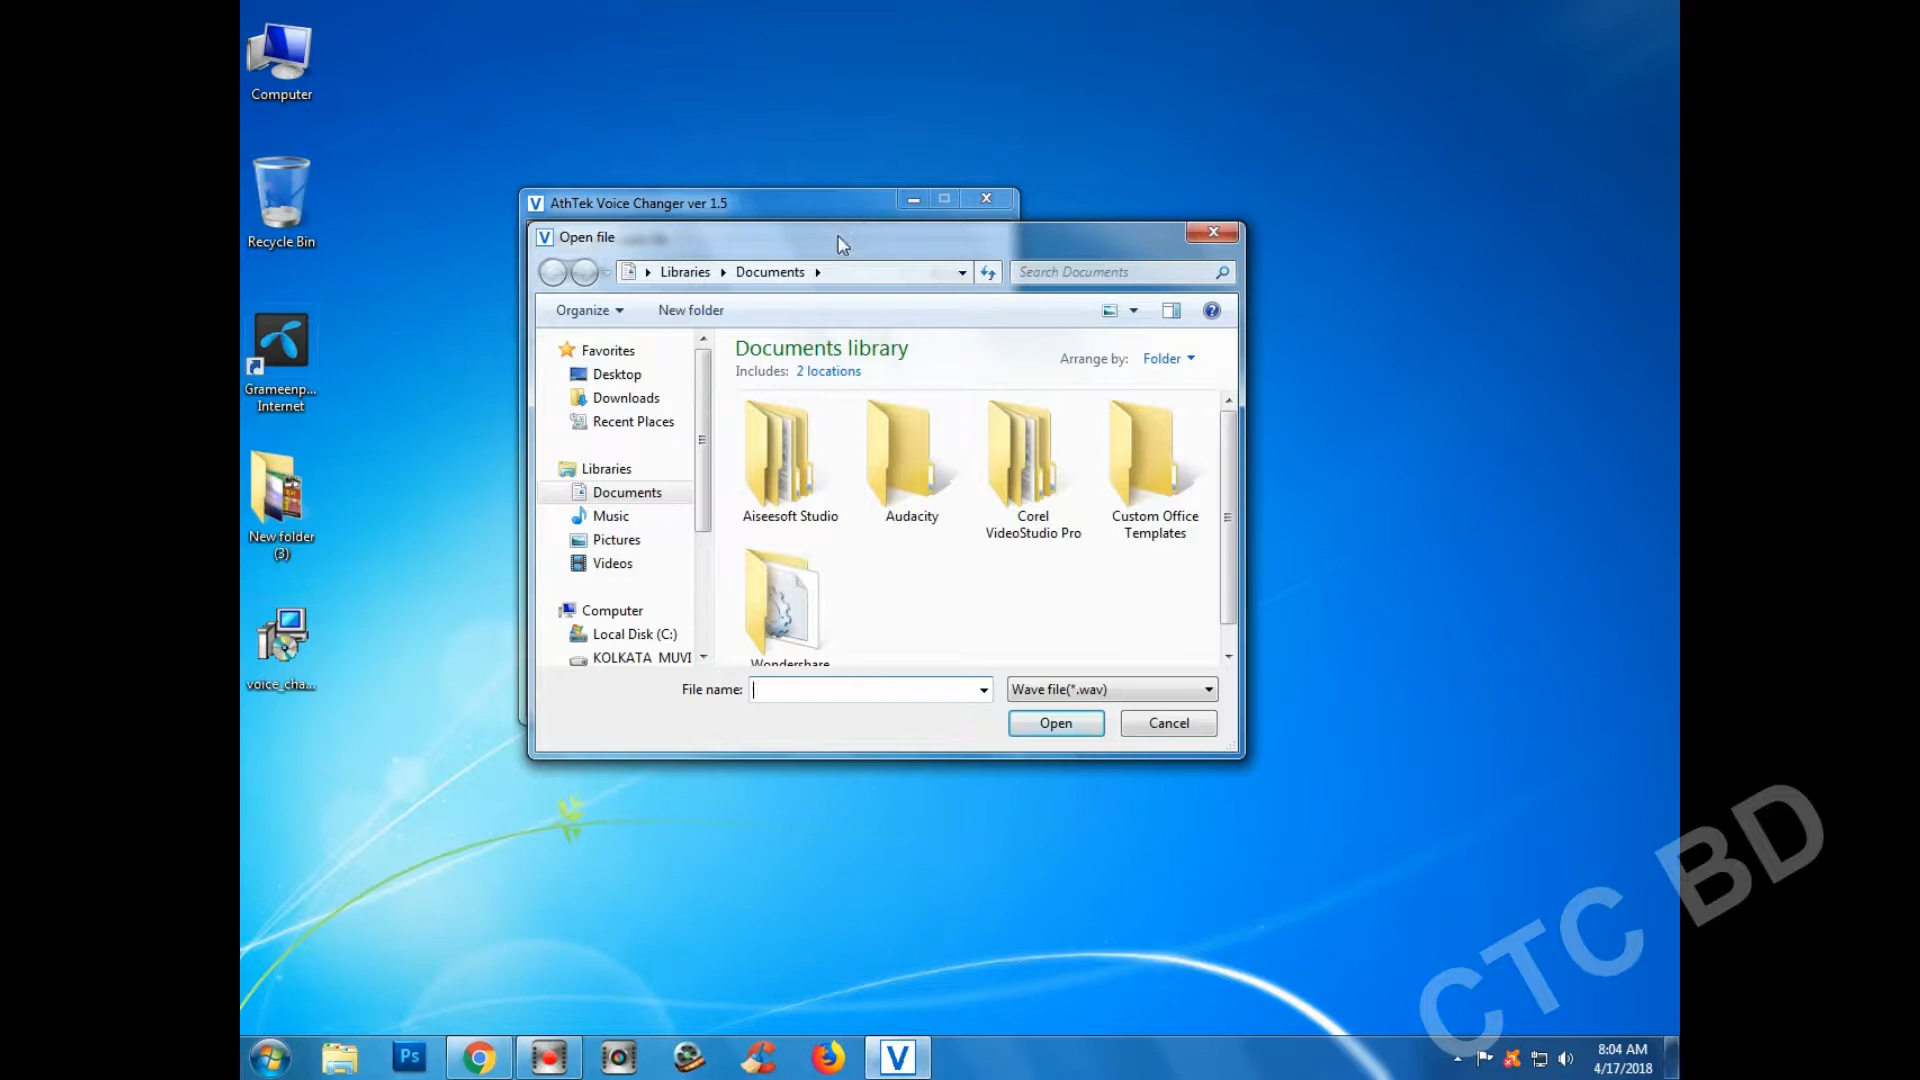 Computer
Recycle Bin
Grameenp...
Internet
New folder
(3)
voice_cha...
V AthTek Voice Changer ver 1.5
V Open file
Libraries Documents
Search Documents
Organize
New folder
Favorites
Desktop
Downloads
Recent Places
Libraries
Documents
Music
Pictures
Videos
Computer
Local Disk (C:)
KOLKATA MUVI
Documents library
Includes: 2 locations
Arrange by: Folder
Aiseesoft Studio
Audacity
Corel
VideoStudio Pro
Custom Office
Templates
Wondershare
File name:
Wave file(*.wav)
Open
Cancel
CTC BD
Ps
V
8:04 AM
4/17/2018